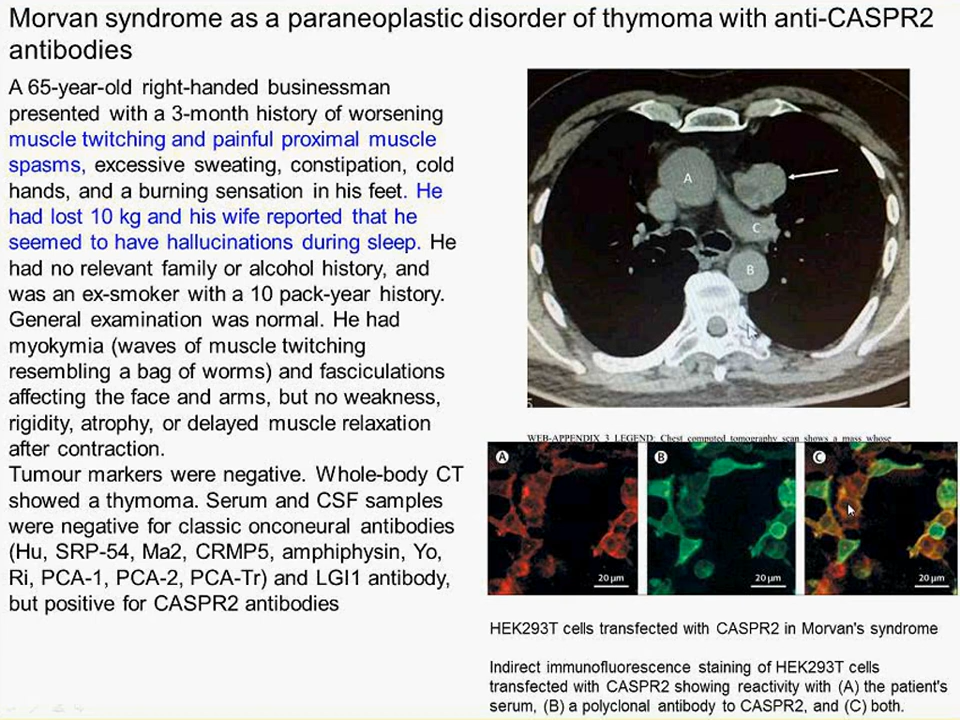 Morvan syndrome as a paraneoplastic disorder of thymoma with anti-CASPR2
antibodies
A 65-year-old right-handed businessman
presented with a 3-month history of worsening
muscle twitching and painful proximal muscle
spasms, excessive sweating, constipation, cold
hands, and a burning sensation in his feet. He
had lost 10 kg and his wife reported that he
seemed to have hallucinations during sleep. He
had no relevant family or alcohol history, and
was an ex-smoker with a 10 pack-year history.
General examination was normal. He had
myokymia (waves of muscle twitching
resembling a bag of worms) and fasciculations
affecting the face and arms, but no weakness,
rigidity, atrophy, or delayed muscle relaxation
after contraction.
Tumour markers were negative. Whole-body CT
showed a thymoma. Serum and CSF samples
were negative for classic onconeural antibodies
(Hu, SRP-54, Ma2, CRMP5, amphiphysin, Yo,
Ri, PCA-1, PCA-2, PCA-Tr) and LGI1 antibody,
but positive for CASPR2 antibodies
A
C
B
WEB-APPENDIX 3 LEGEND: Chest computed tomography scan shows a mass whose
A
B
C
20 µm
20 µm
20 µm
HEK293T cells transfected with CASPR2 in Morvan's syndrome
Indirect immunofluorescence staining of HEK293T cells
transfected with CASPR2 showing reactivity with (A) the patient's
serum, (B) a polyclonal antibody to CASPR2, and (C) both.